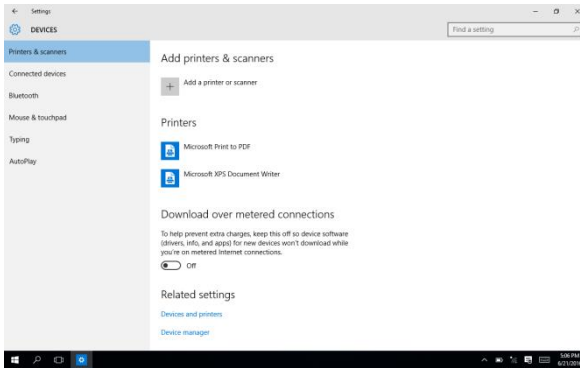 Settings
DEVICES
Find a setting
Printers & scanners
Connected devices
Bluetooth
Mouse & touchpad
Typing
AutoPlay
Add printers & scanners
Add a printer or scanner
Printers
Microsoft Print to PDF
Microsoft XPS Document Writer
Download over metered connections
To help prevent extra charges, keep this off so device software
(drivers, info, and apps) for new devices won't download while
you're on metered Internet connections.
Off
Related settings
Devices and printers
Device manager
5:06 PM